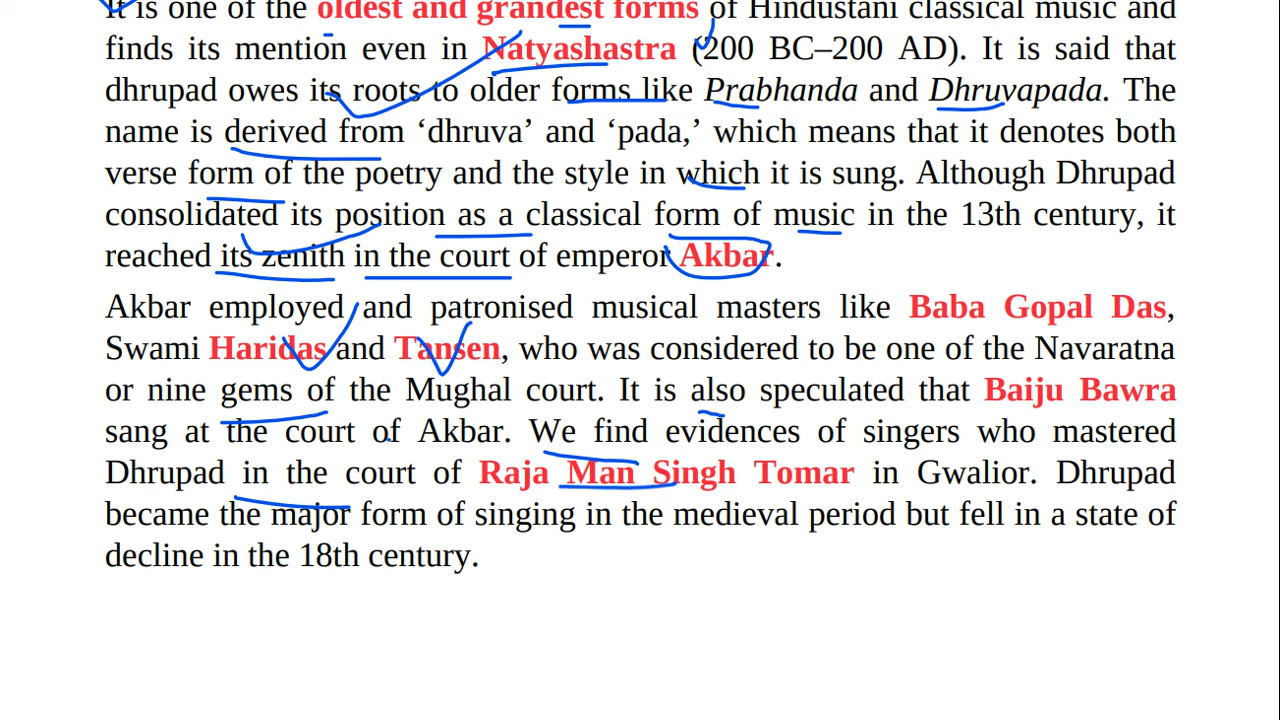 It is one of the oldest and grandest forms of Hindustani classical music and
finds its mention even in Natyashastra (200 BC–200 AD). It is said that
dhrupad owes its roots to older forms like Prabhanda and Dhruvapada. The
name is derived from ‘dhruva’ and ‘pada,’ which means that it denotes both
verse form of the poetry and the style in which it is sung. Although Dhrupad
consolidated its position as a classical form of music in the 13th century, it
reached its zenith in the court of emperor Akbar.
Akbar employed and patronised musical masters like Baba Gopal Das,
Swami Haridas and Tansen, who was considered to be one of the Navaratna
or nine gems of the Mughal court. It is also speculated that Baiju Bawra
sang at the court of Akbar. We find evidences of singers who mastered
Dhrupad in the court of Raja Man Singh Tomar in Gwalior. Dhrupad
became the major form of singing in the medieval period but fell in a state of
decline in the 18th century.